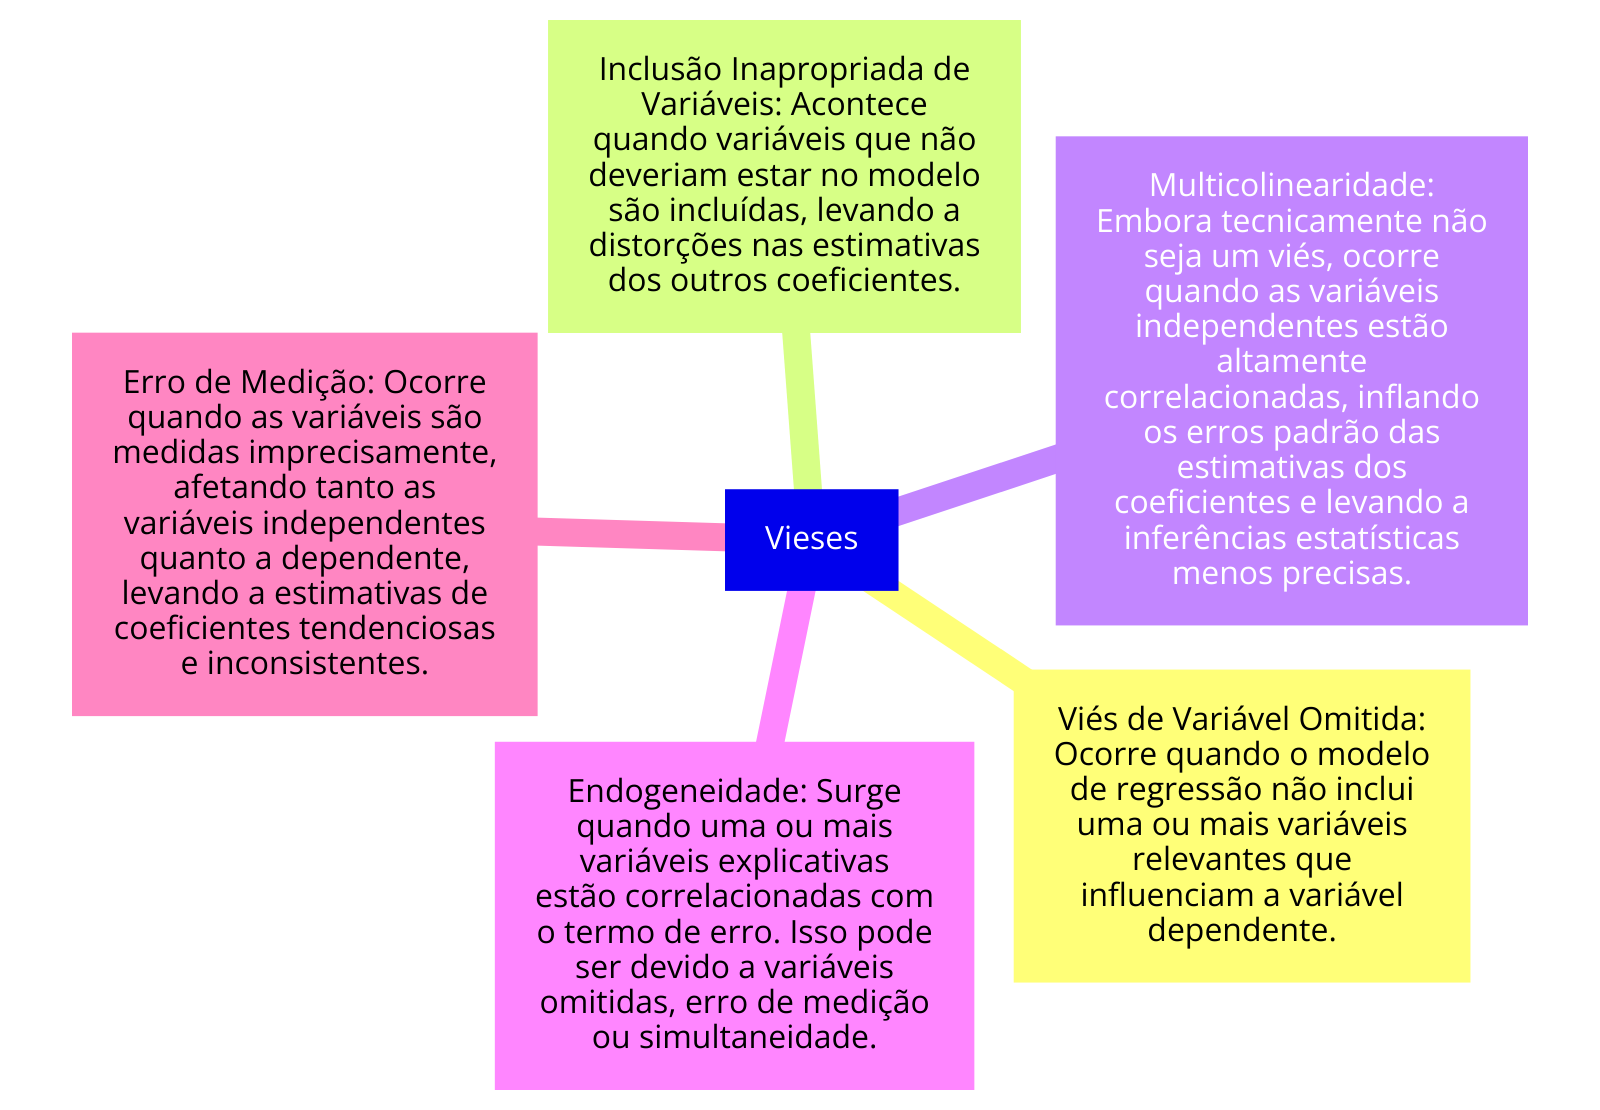 Inclusão Inapropriada de
Variáveis: Acontece
quando variáveis que não
deveriam estar no modelo
são incluídas, levando a
distorções nas estimativas
dos outros coeficientes.
Multicolinearidade:
Embora tecnicamente não
seja um viés, ocorre
quando as variáveis
independentes estão
altamente
correlacionadas, inflando
os erros padrão das
estimativas dos
coeficientes e levando a
inferências estatísticas
menos precisas.
Erro de Medição: Ocorre
quando as variáveis são
medidas imprecisamente,
afetando tanto as
variáveis independentes
quanto a dependente,
levando a estimativas de
coeficientes tendenciosas
e inconsistentes.
Vieses
Viés de Variável Omitida:
Ocorre quando o modelo
de regressão não inclui
uma ou mais variáveis
relevantes que
influenciam a variável
dependente.
Endogeneidade: Surge
quando uma ou mais
variáveis explicativas
estão correlacionadas com
o termo de erro. Isso pode
ser devido a variáveis
omitidas, erro de medição
ou simultaneidade.